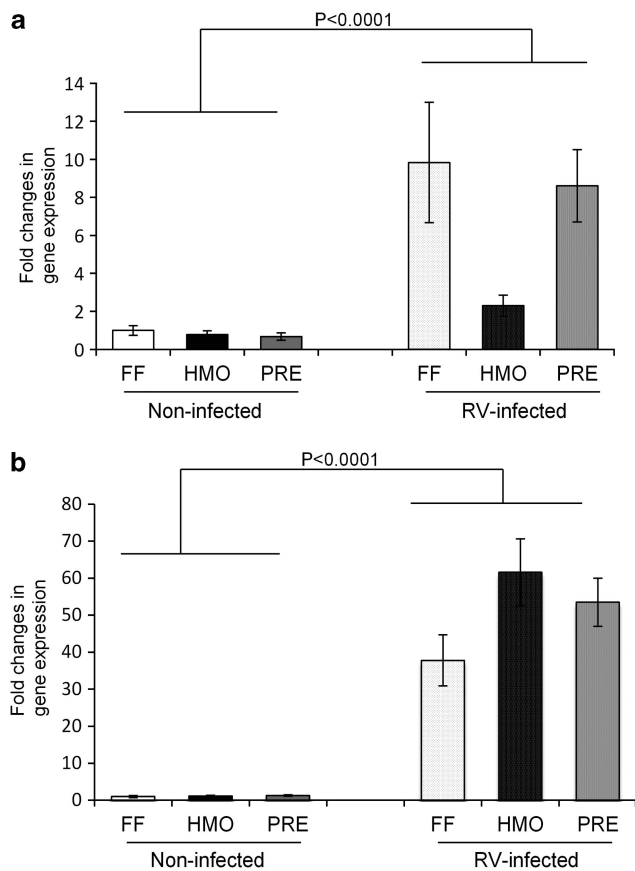 a
P<0.0001
Fold changes in
gene expression
14
12
10
8
6
4
2
0
FF HMO PRE FF HMO PRE
Non-infected RV-infected
b
P<0.0001
Fold changes in
gene expression
80
70
60
50
40
30
20
10
0
FF HMO PRE FF HMO PRE
Non-infected RV-infected